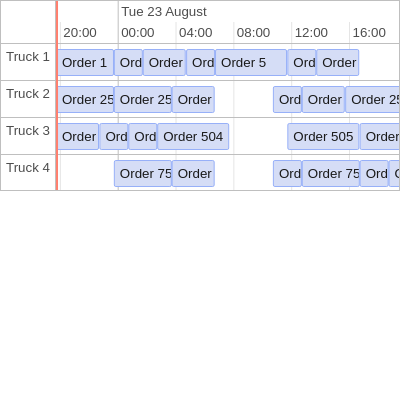 Tue 23 August
20:00 00:00 04:00 08:00 12:00 16:00
Truck 1 Order 1 Ord Order Ord Order 5 Ord Order
Truck 2 Order 25 Order 25 Order Ord Order Order 25
Truck 3 Order Ord Ord Order 504 Order 505 Order
Truck 4 Order 75 Order Ord Order 75 Ord